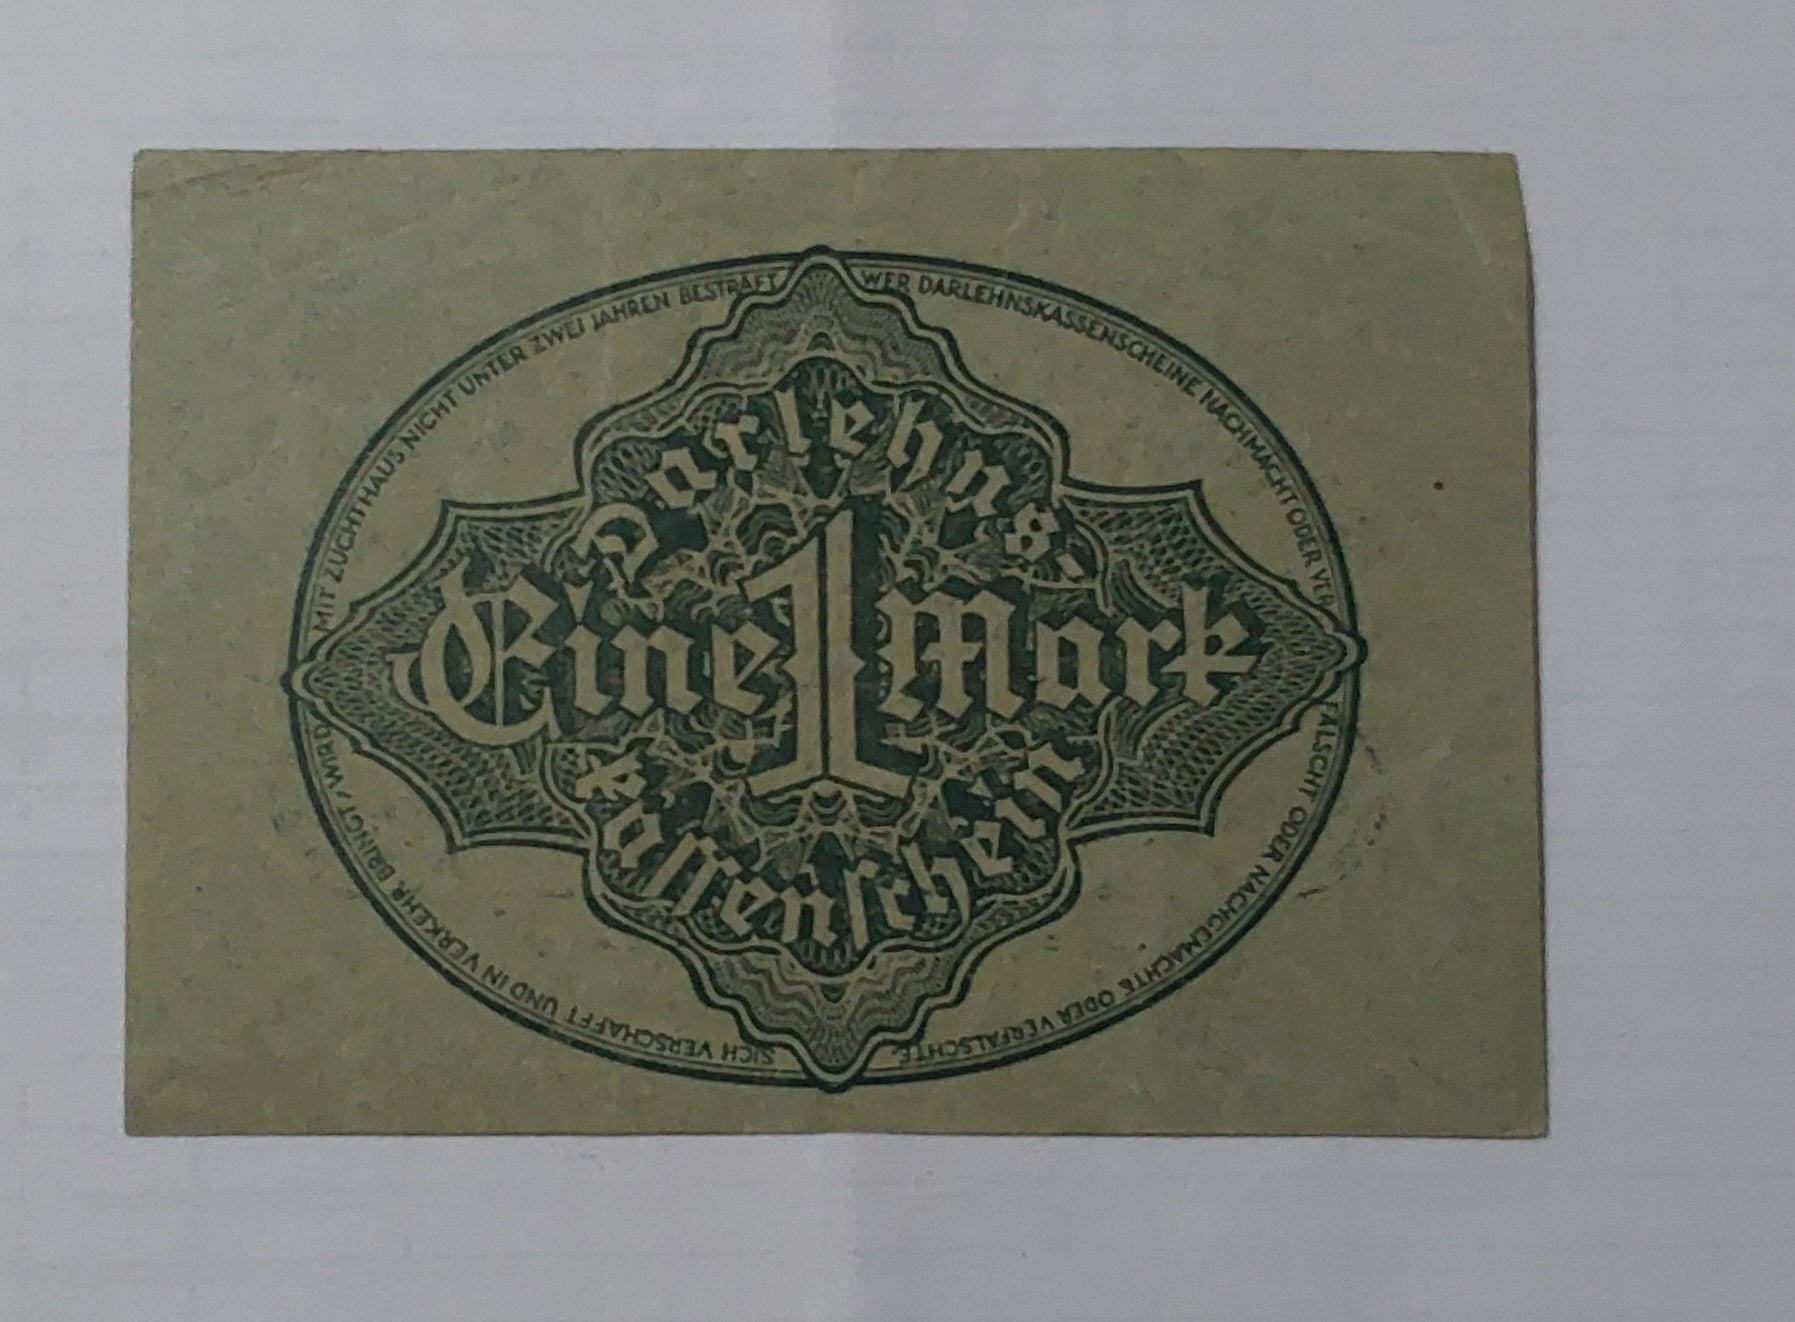 WER DARLEHNSKASSENSCHEINE NACHMACHT ODER VER
FÄLSCHT ODER NACHGEMACHTE ODER VERFÄLSCHTE,
SICH VERSCHAFFT UND IN VERKEHR BRINGT / WIRD
MIT ZUCHTHAUS NICHT UNTER ZWEI JAHREN BESTRAFT
Darlehns-
Eine 1 Mark
kassenschein